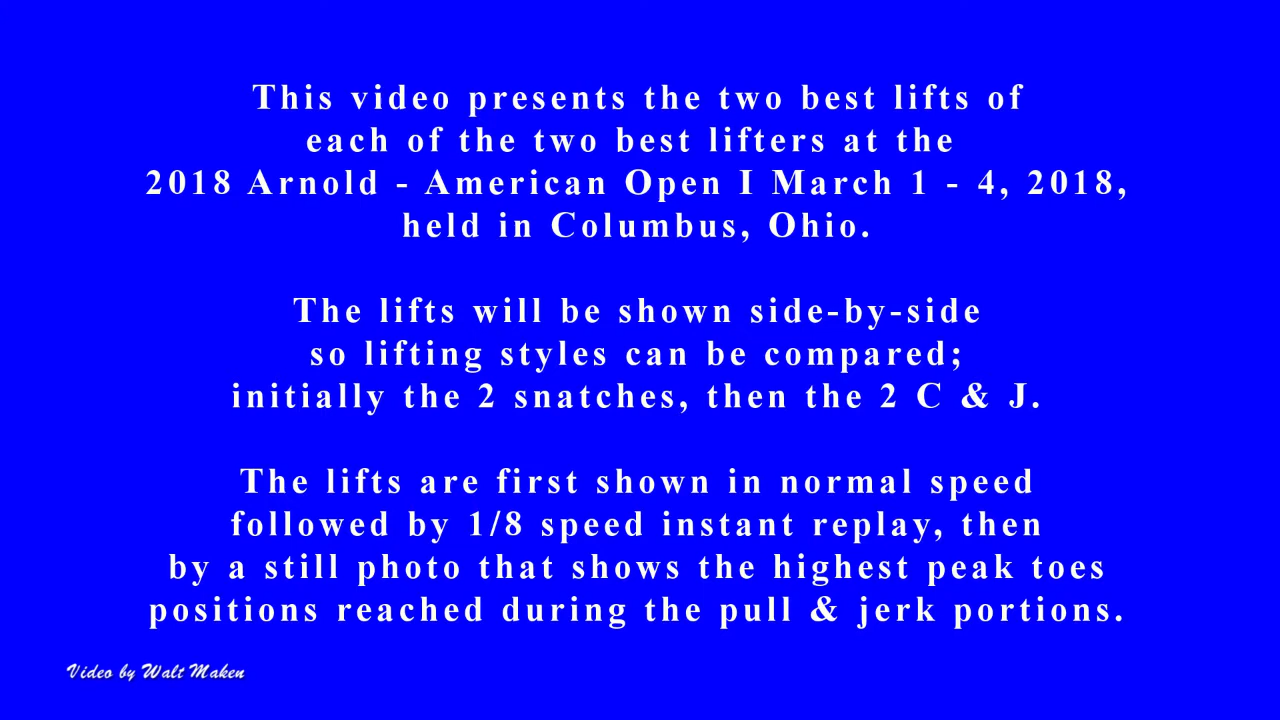 This video presents the two best lifts of
each of the two best lifters at the
2018 Arnold - American Open I March 1 - 4, 2018,
held in Columbus, Ohio.
The lifts will be shown side-by-side
so lifting styles can be compared;
initially the 2 snatches, then the 2 C & J.
The lifts are first shown in normal speed
followed by 1/8 speed instant replay, then
by a still photo that shows the highest peak toes
positions reached during the pull & jerk portions.
Video by Walt Maken